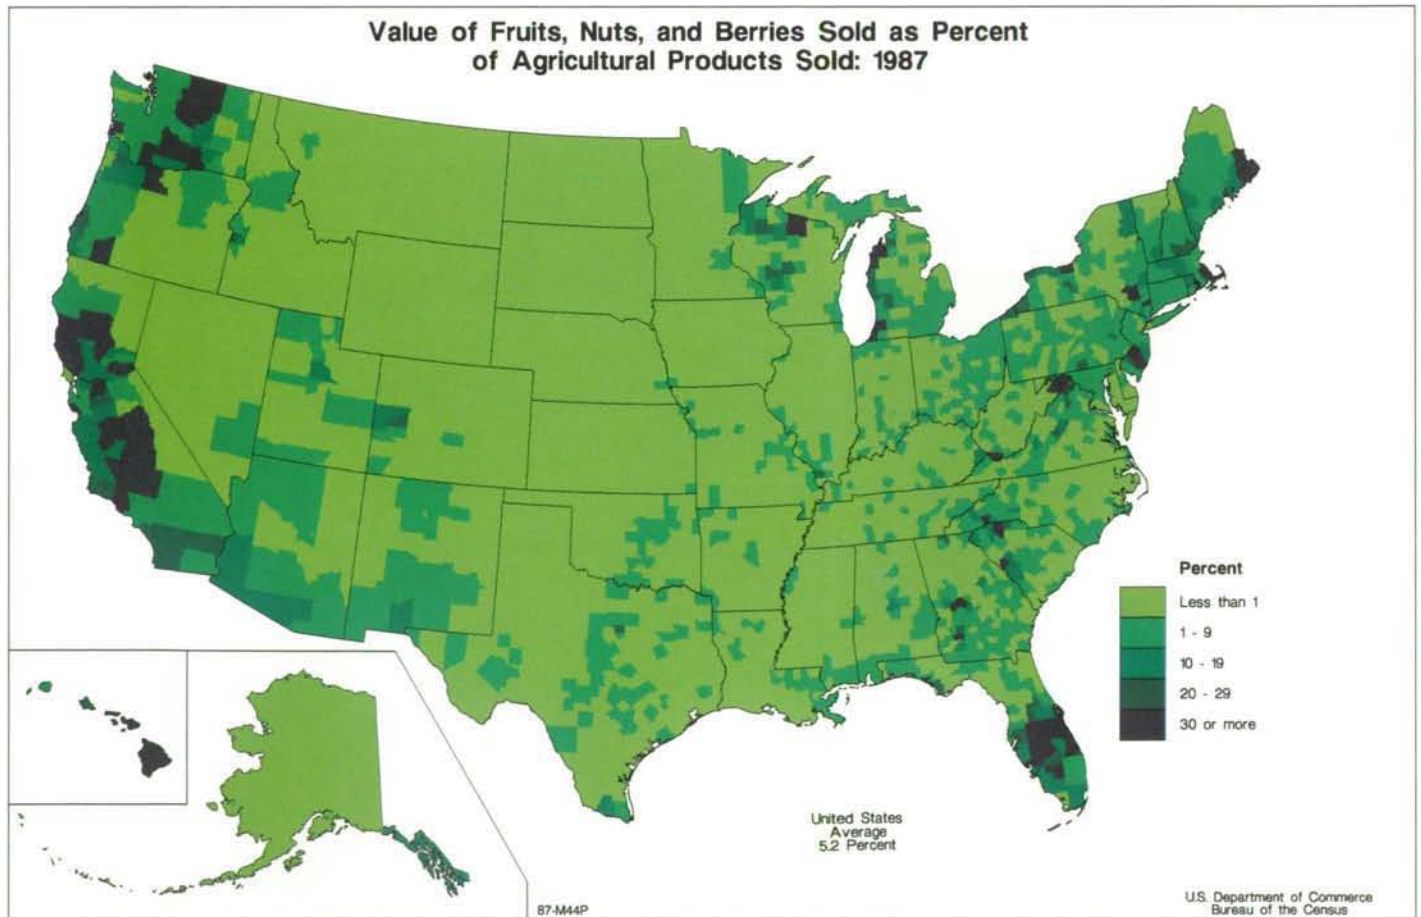 Value of Fruits, Nuts, and Berries Sold as Percent
of Agricultural Products Sold: 1987
Percent
Less than 1
1 - 9
10 - 19
20 - 29
30 or more
United States
Average
5.2 Percent
87-M44P
U.S. Department of Commerce
Bureau of the Census